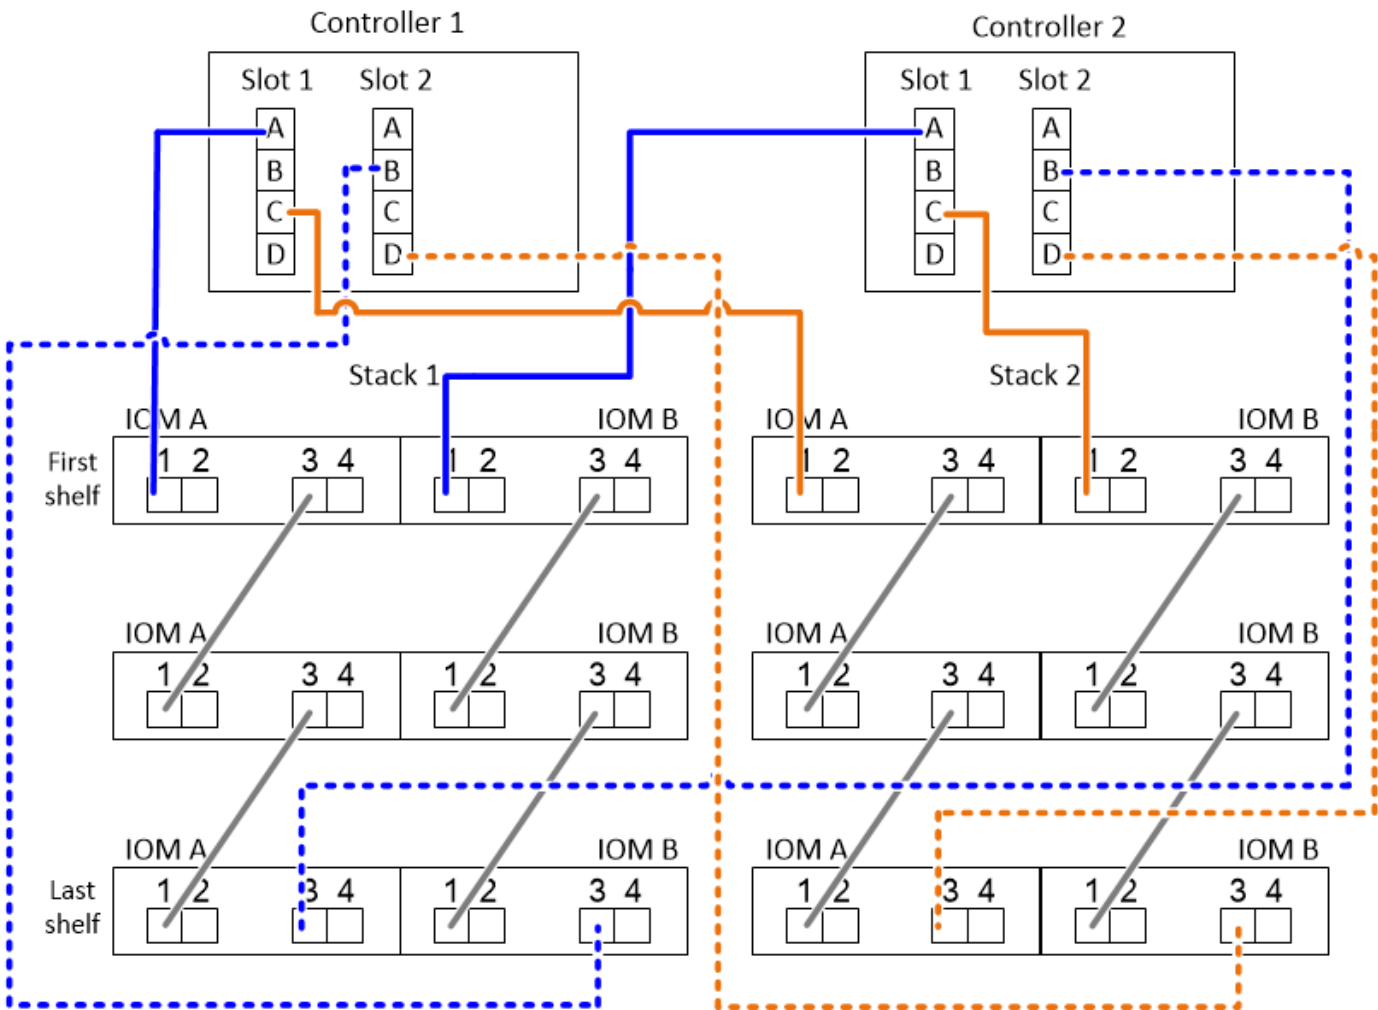 Controller 1 Controller 2
Slot 1 Slot 2 Slot 1 Slot 2
A A A A
B B B B
C C C C
D D D D
Stack 1 Stack 2
IOM A IOM B IOM A IOM B
First shelf
1 2 3 4 1 2 3 4 1 2 3 4 1 2 3 4
IOM A IOM B IOM A IOM B
1 2 3 4 1 2 3 4 1 2 3 4 1 2 3 4
IOM A IOM B IOM A IOM B
Last shelf
1 2 3 4 1 2 3 4 1 2 3 4 1 2 3 4